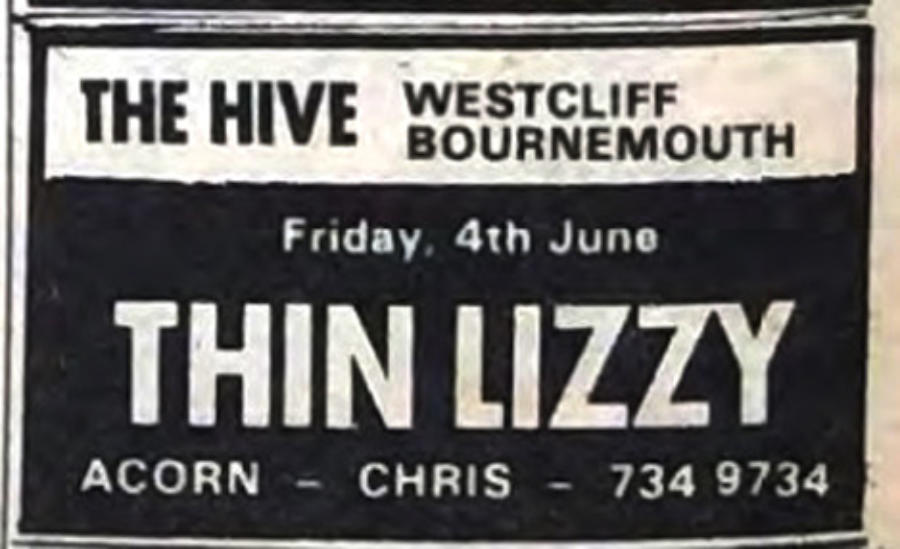 THE HIVE WESTCLIFF
BOURNEMOUTH
Friday, 4th June
THIN LIZZY
ACORN – CHRIS – 734 9734